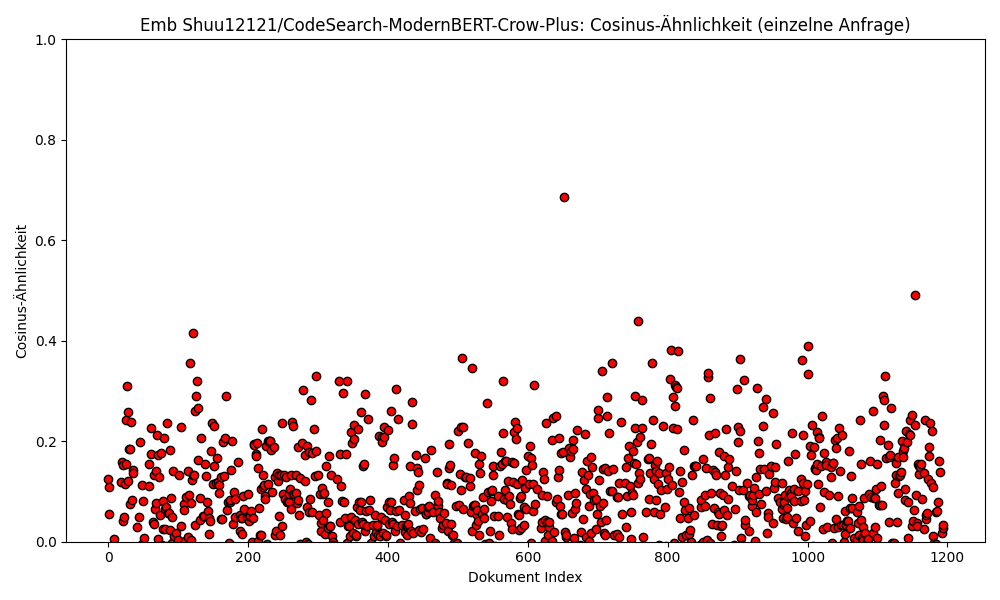 Emb Shuu12121/CodeSearch-ModernBERT-Crow-Plus: Cosinus-Ähnlichkeit (einzelne Anfrage)
1.0
0.8
0.6
0.4
0.2
0.0
Cosinus-Ähnlichkeit
0 200 400 600 800 1000 1200
Dokument Index